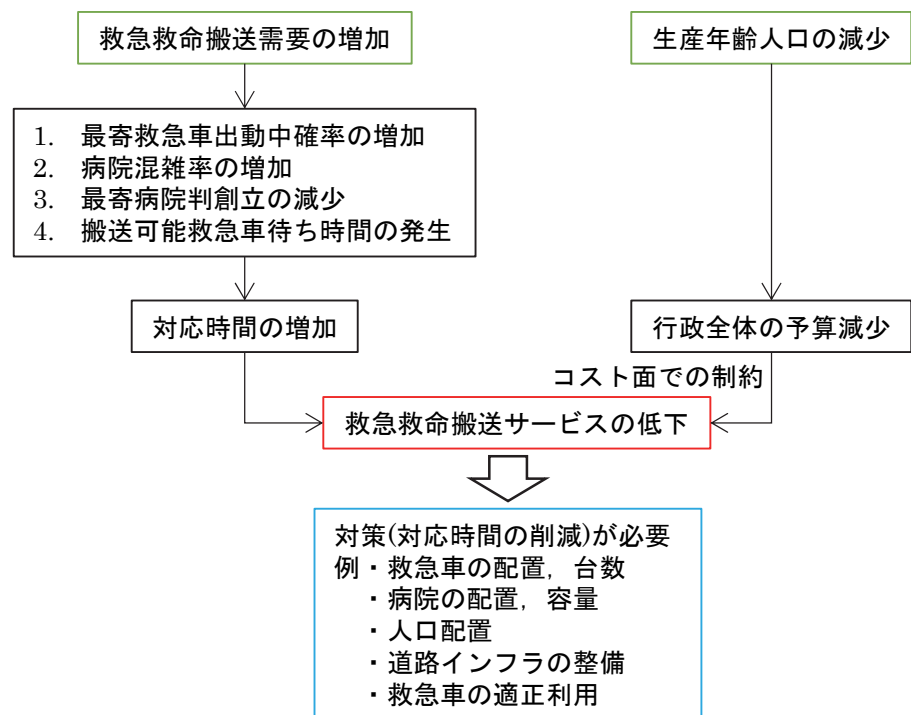 救急救命搬送需要の増加
生産年齢人口の減少
1. 最寄救急車出動中確率の増加
2. 病院混雑率の増加
3. 最寄病院判創立の減少
4. 搬送可能救急車待ち時間の発生
対応時間の増加
行政全体の予算減少
コスト面での制約
救急救命搬送サービスの低下
対策(対応時間の削減)が必要
例・救急車の配置，台数
・病院の配置，容量
・人口配置
・道路インフラの整備
・救急車の適正利用